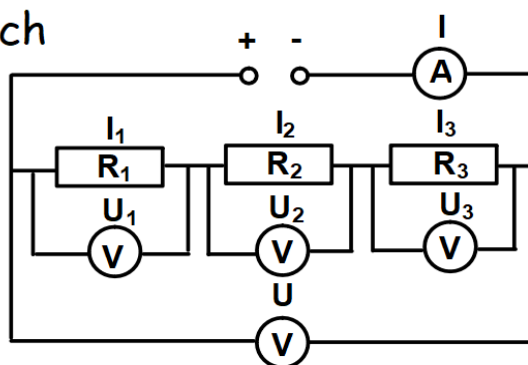 ch
+ - I
A
I₁ I₂ I₃
R₁ R₂ R₃
U₁ U₂ U₃
V V V
U
V